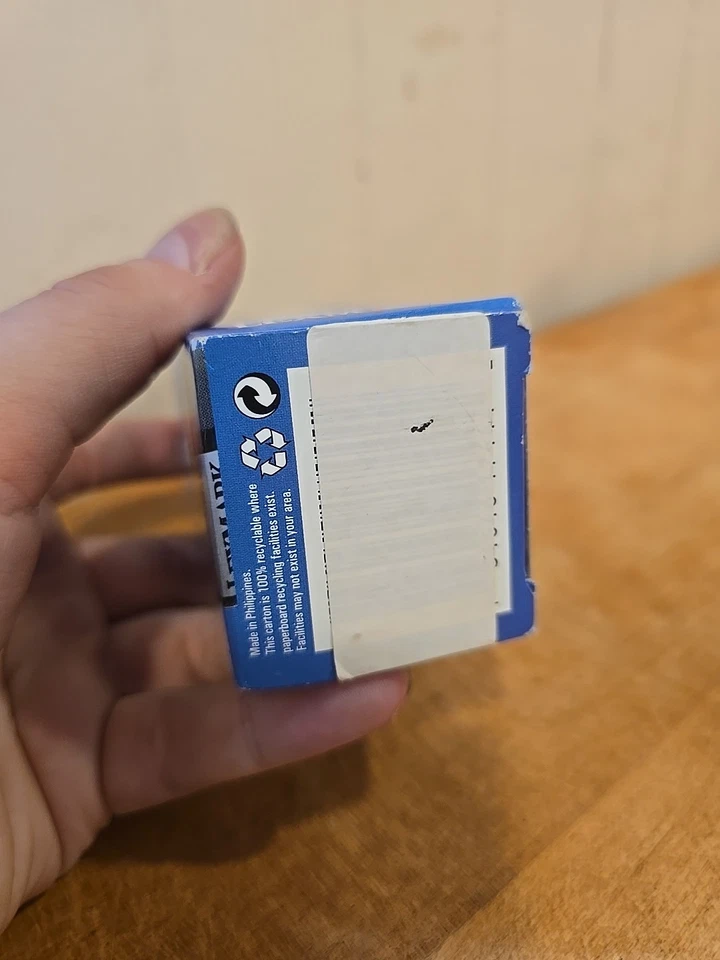 LEXMARK
Made in Philippines.
This carton is 100% recyclable where
paperboard recycling facilities exist.
Facilities may not exist in your area.